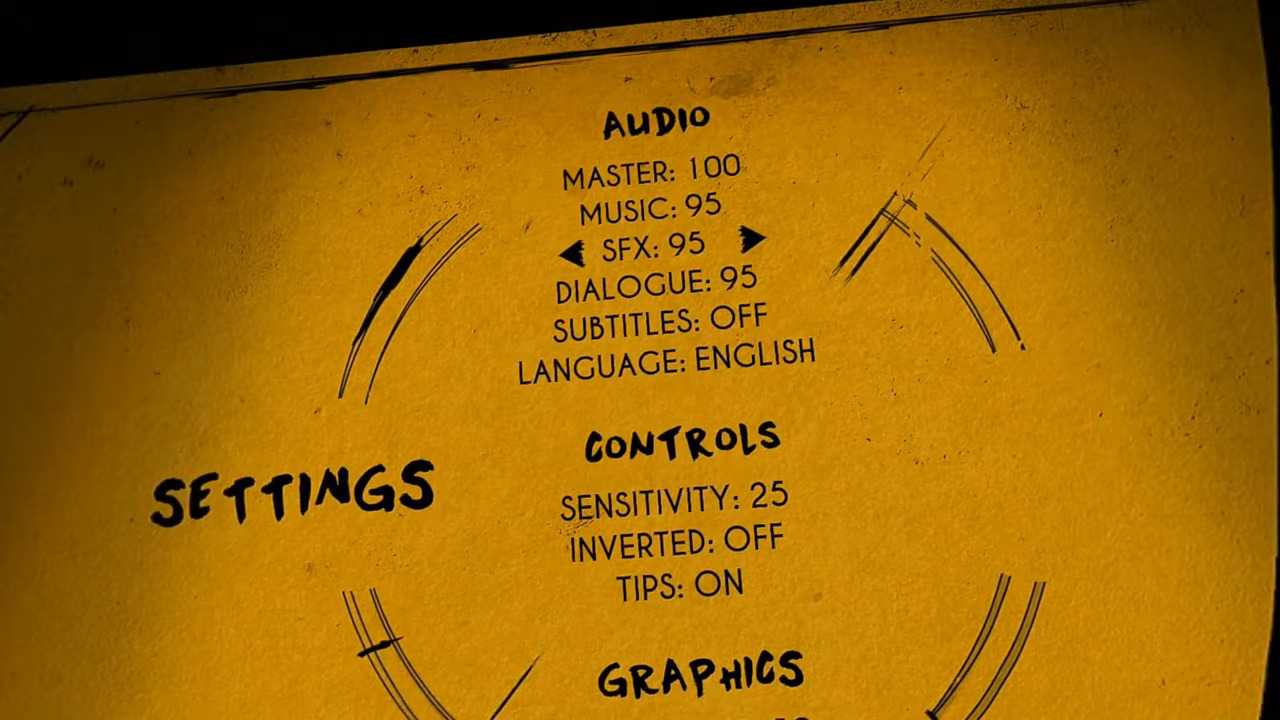 AUDIO
MASTER: 100
MUSIC: 95
SFX: 95
DIALOGUE: 95
SUBTITLES: OFF
LANGUAGE: ENGLISH
CONTROLS
SETTINGS
SENSITIVITY: 25
INVERTED: OFF
TIPS: ON
GRAPHICS